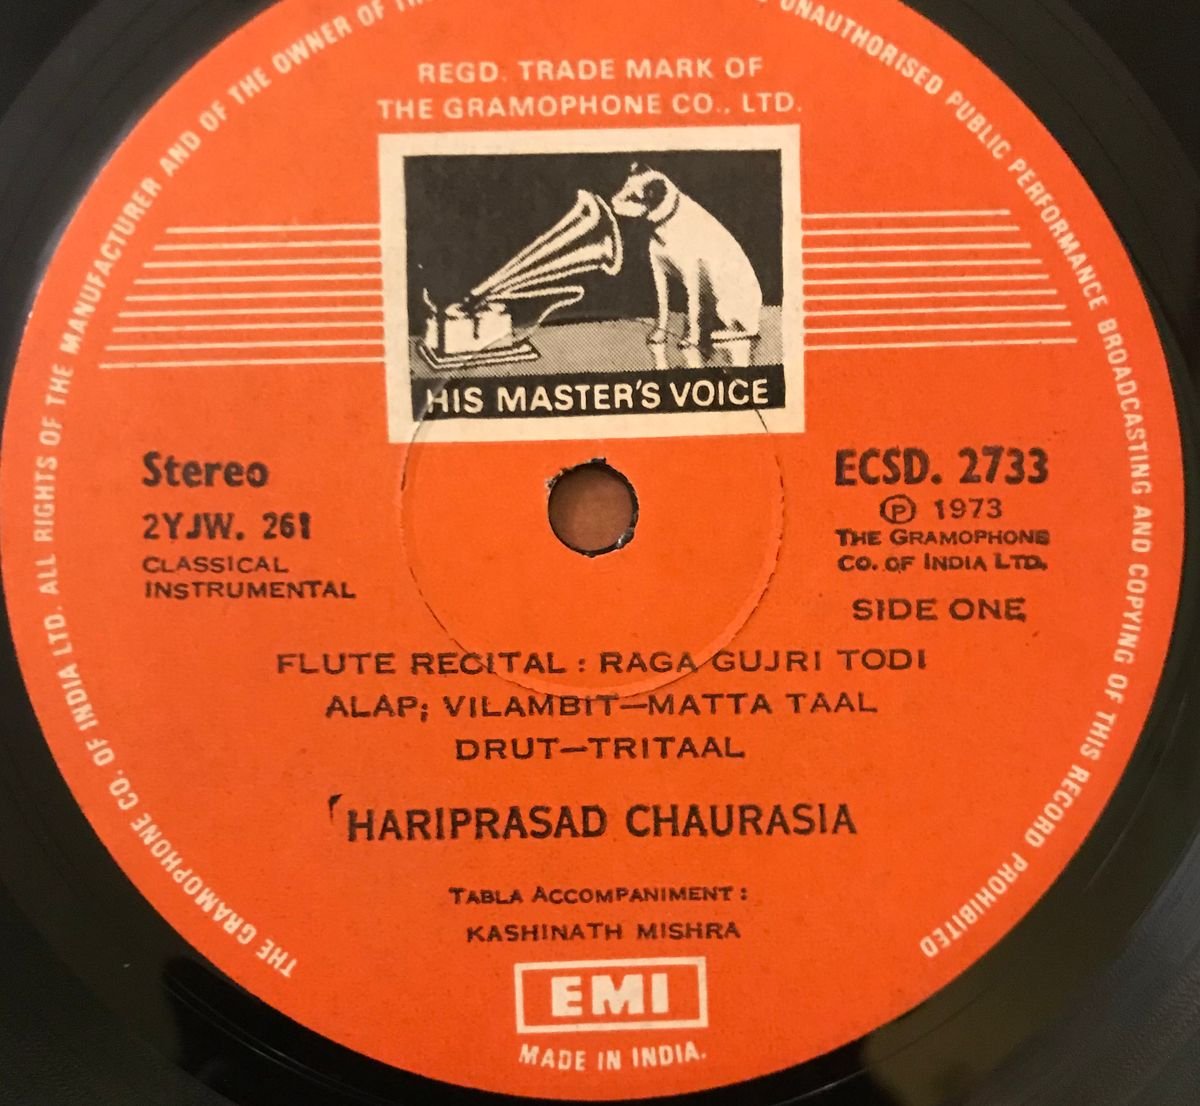 THE GRAMOPHONE CO. OF INDIA LTD. ALL RIGHTS OF THE MANUFACTURER AND OF THE OWNER OF THE
UNAUTHORISED PUBLIC PERFORMANCE BROADCASTING AND COPYING OF THIS RECORD PROHIBITED
REGD. TRADE MARK OF
THE GRAMOPHONE CO., LTD.
HIS MASTER'S VOICE
Stereo
2YJW. 261
CLASSICAL
INSTRUMENTAL
ECSD. 2733
℗ 1973
THE GRAMOPHONE
CO. OF INDIA LTD.
SIDE ONE
FLUTE RECITAL : RAGA GUJRI TODI
ALAP; VILAMBIT—MATTA TAAL
DRUT—TRITAAL
HARIPRASAD CHAURASIA
TABLA ACCOMPANIMENT :
KASHINATH MISHRA
EMI
MADE IN INDIA.